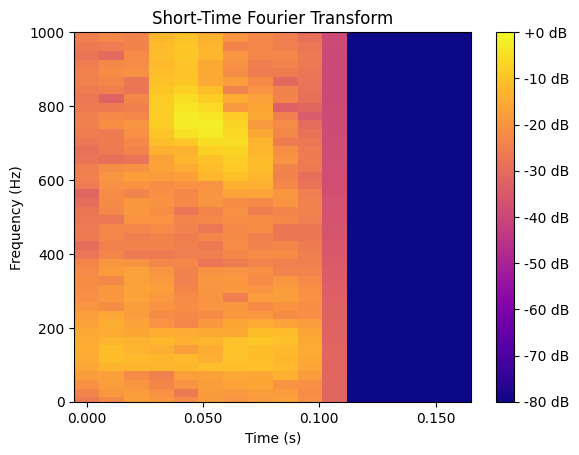 Short-Time Fourier Transform
1000
800
600
400
200
0
Frequency (Hz)
0.000
0.050
0.100
0.150
Time (s)
+0 dB
-10 dB
-20 dB
-30 dB
-40 dB
-50 dB
-60 dB
-70 dB
-80 dB